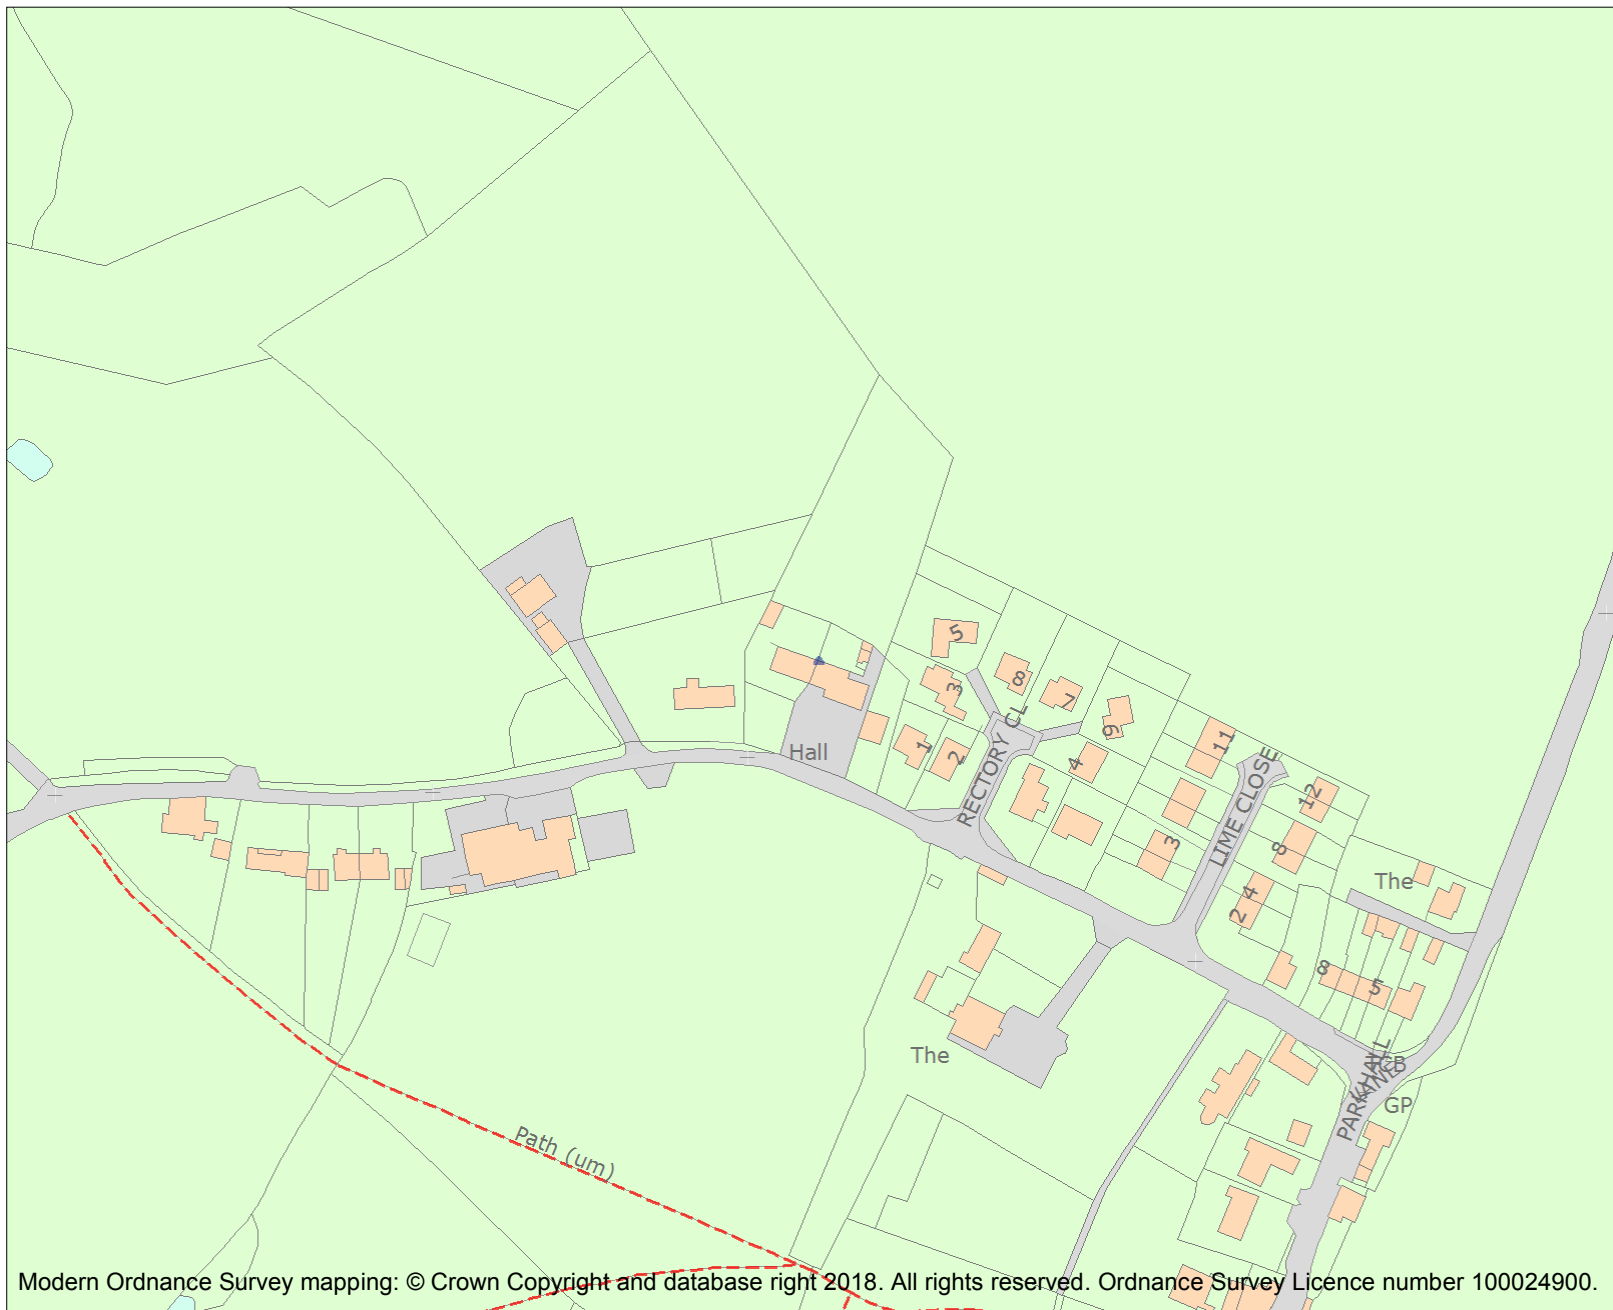 5
8
3
7
6
1
2
4
RECTORY CL
Hall
11
LIME CLOSE
12
3
8
4
2
The
8
5
The
PARK HALL
GP
Path (um)
Modern Ordnance Survey mapping: © Crown Copyright and database right 2018. All rights reserved. Ordnance Survey Licence number 100024900.